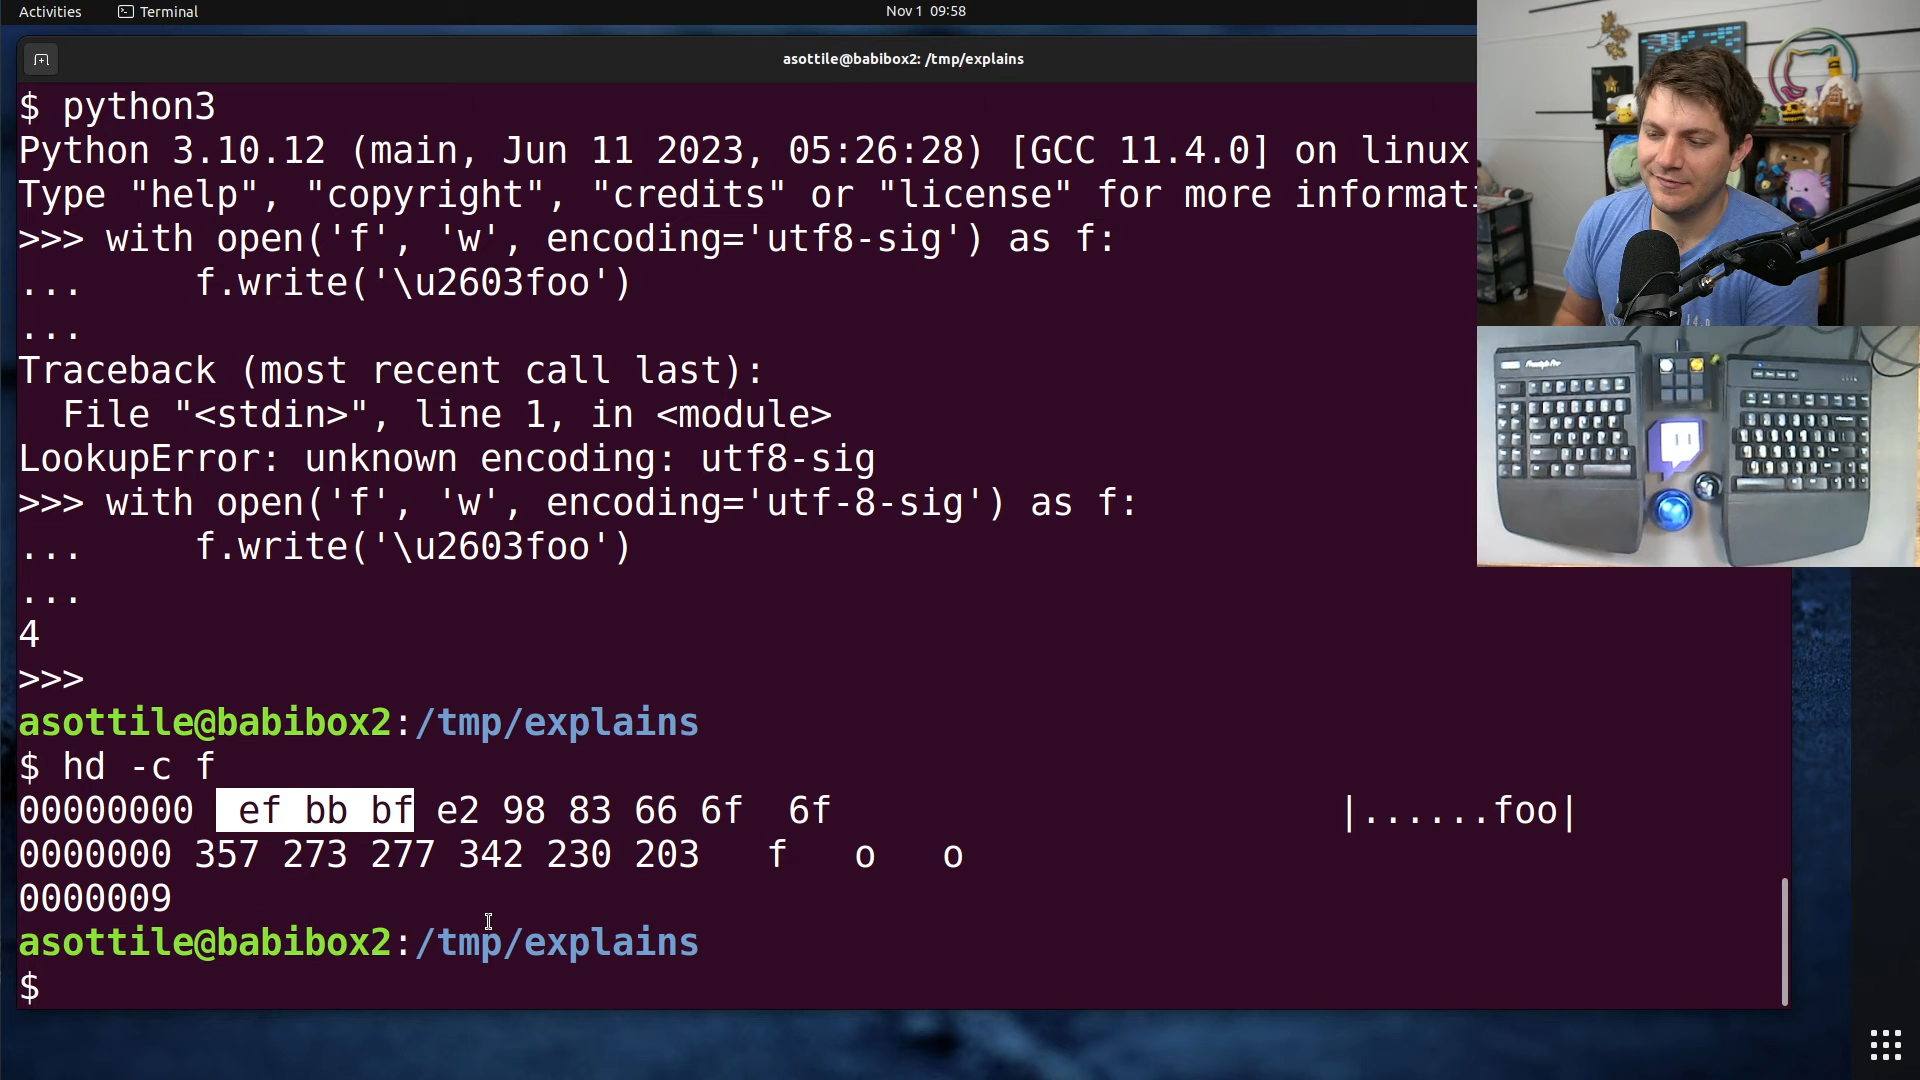 Activities Terminal Nov 1 09:58
asottile@babibox2: /tmp/explains
$ python3
Python 3.10.12 (main, Jun 11 2023, 05:26:28) [GCC 11.4.0] on linux
Type "help", "copyright", "credits" or "license" for more informati
>>> with open('f', 'w', encoding='utf8-sig') as f:
...     f.write('\u2603foo')
...
Traceback (most recent call last):
  File "<stdin>", line 1, in <module>
LookupError: unknown encoding: utf8-sig
>>> with open('f', 'w', encoding='utf-8-sig') as f:
...     f.write('\u2603foo')
...
4
>>>
asottile@babibox2:/tmp/explains
$ hd -c f
00000000  ef bb bf e2 98 83 66 6f  6f                       |......foo|
0000000 357 273 277 342 230 203   f   o   o
0000009
asottile@babibox2:/tmp/explains
$
Freestyle Pro